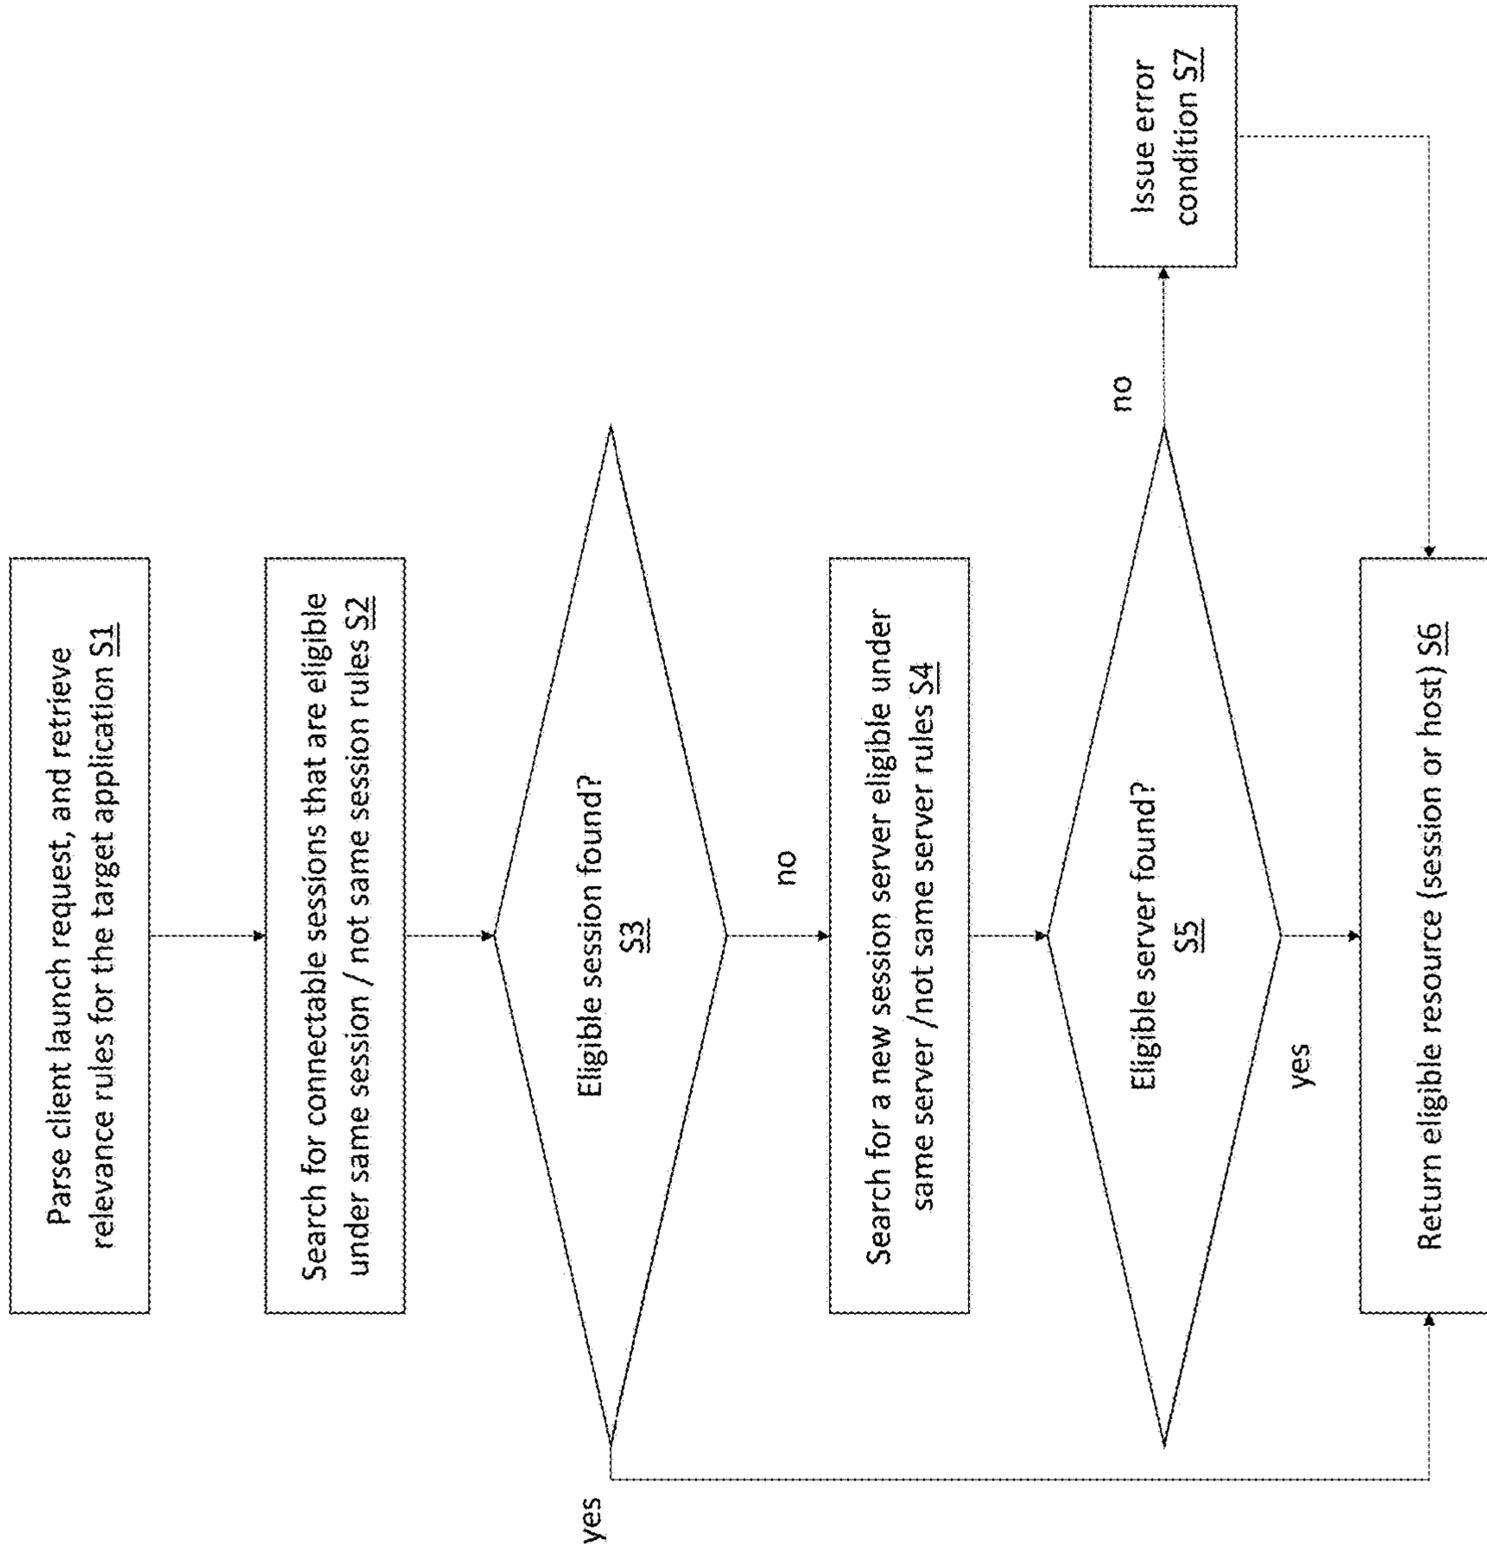 Parse client launch request, and retrieve
relevance rules for the target application S1
Search for connectable sessions that are eligible
under same session / not same session rules S2
Eligible session found?
S3
yes
no
Search for a new session server eligible under
same server /not same server rules S4
Eligible server found?
S5
no
yes
Issue error
condition S7
Return eligible resource (session or host) S6